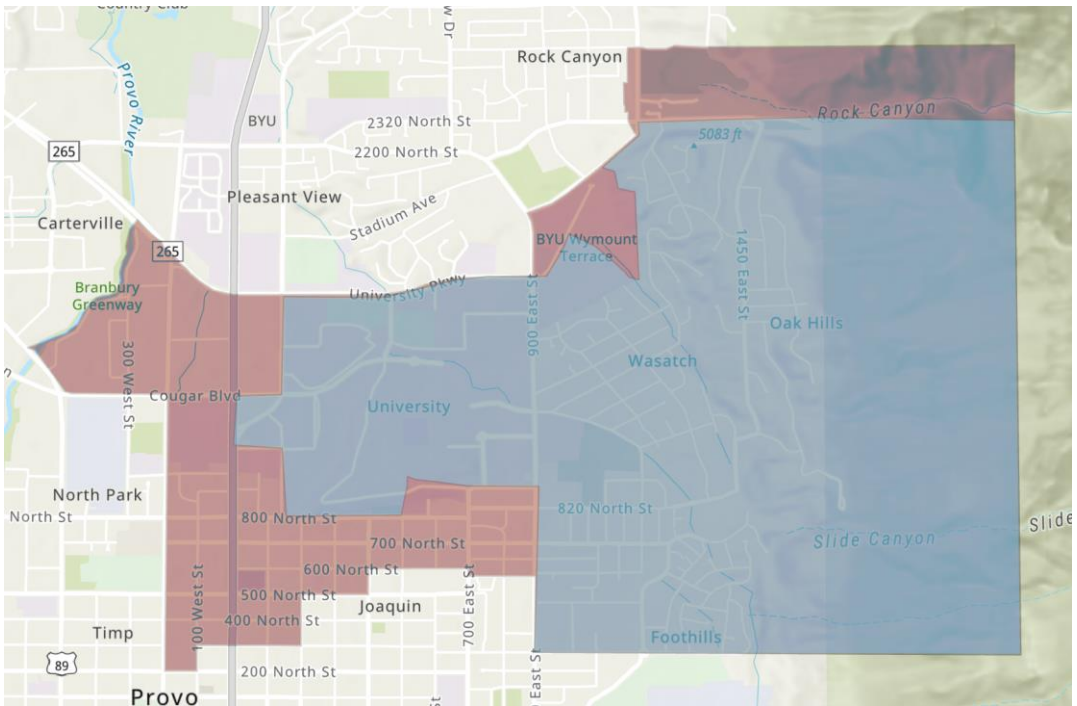 Country Club
w Dr
Rock Canyon
Provo River
BYU
2320 North St
Rock Canyon
265
2200 North St
5083 ft
Pleasant View
Carterville
Stadium Ave
265
BYU Wymount
Terrace
1450 East St
Branbury
Greenway
University Pkwy
900 East St
Oak Hills
300 West St
Wasatch
Cougar Blvd
University
North Park
North St
800 North St
820 North St
Slide
Slide Canyon
700 North St
600 North St
100 West St
500 North St
Joaquin
700 East St
400 North St
Timp
Foothills
89
200 North St
East St
St
Provo